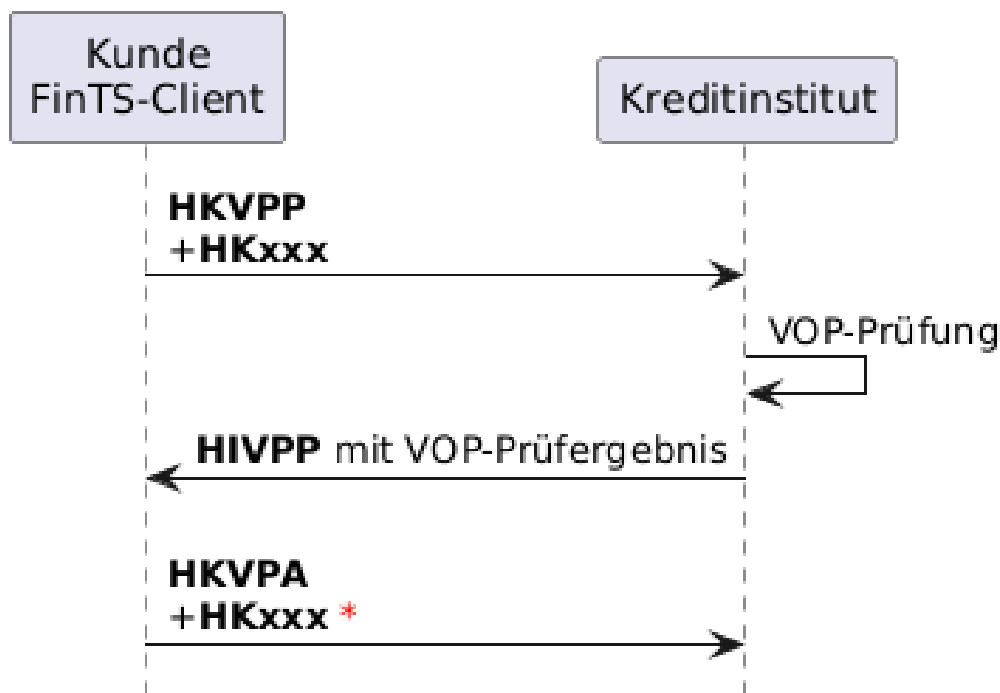 Kunde
FinTS-Client
Kreditinstitut
HKVPP
+HKxxx
VOP-Prüfung
HIVPP mit VOP-Prüfergebnis
HKVPA
+HKxxx *